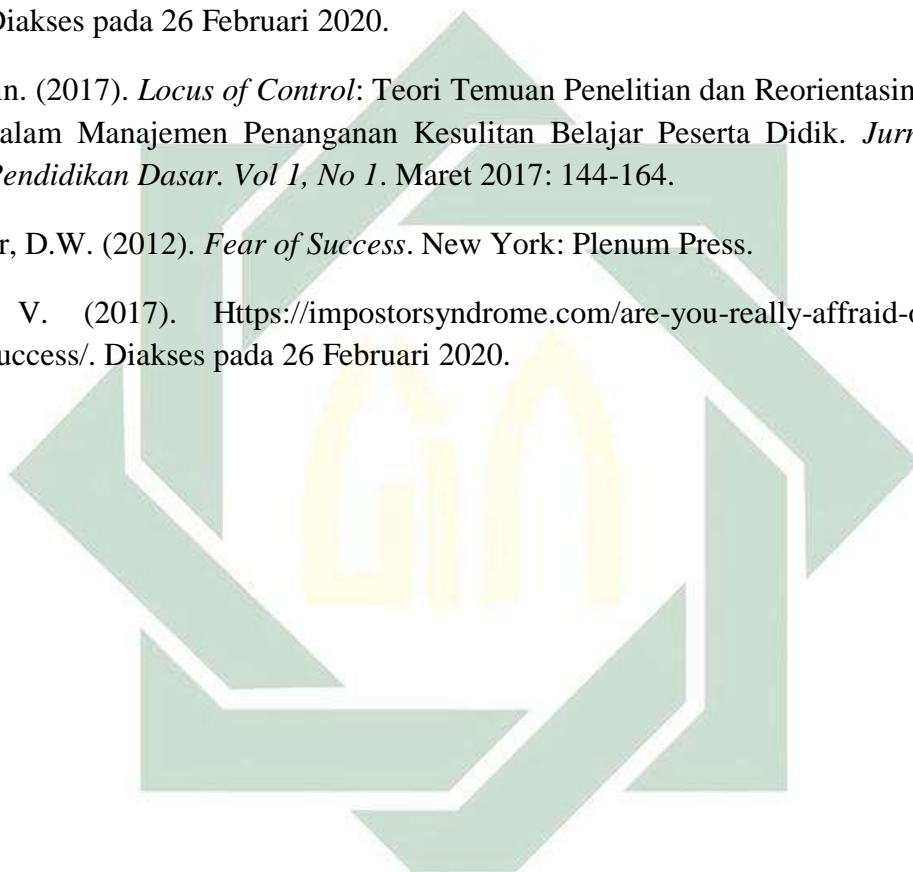 Diakses pada 26 Februari 2020.
in. (2017). Locus of Control: Teori Temuan Penelitian dan Reorientasin
alam Manajemen Penanganan Kesulitan Belajar Peserta Didik. Jurn
Pendidikan Dasar. Vol 1, No 1. Maret 2017: 144-164.
r, D.W. (2012). Fear of Success. New York: Plenum Press.
V. (2017). Https://impostorsyndrome.com/are-you-really-affraid-o
uccess/. Diakses pada 26 Februari 2020.